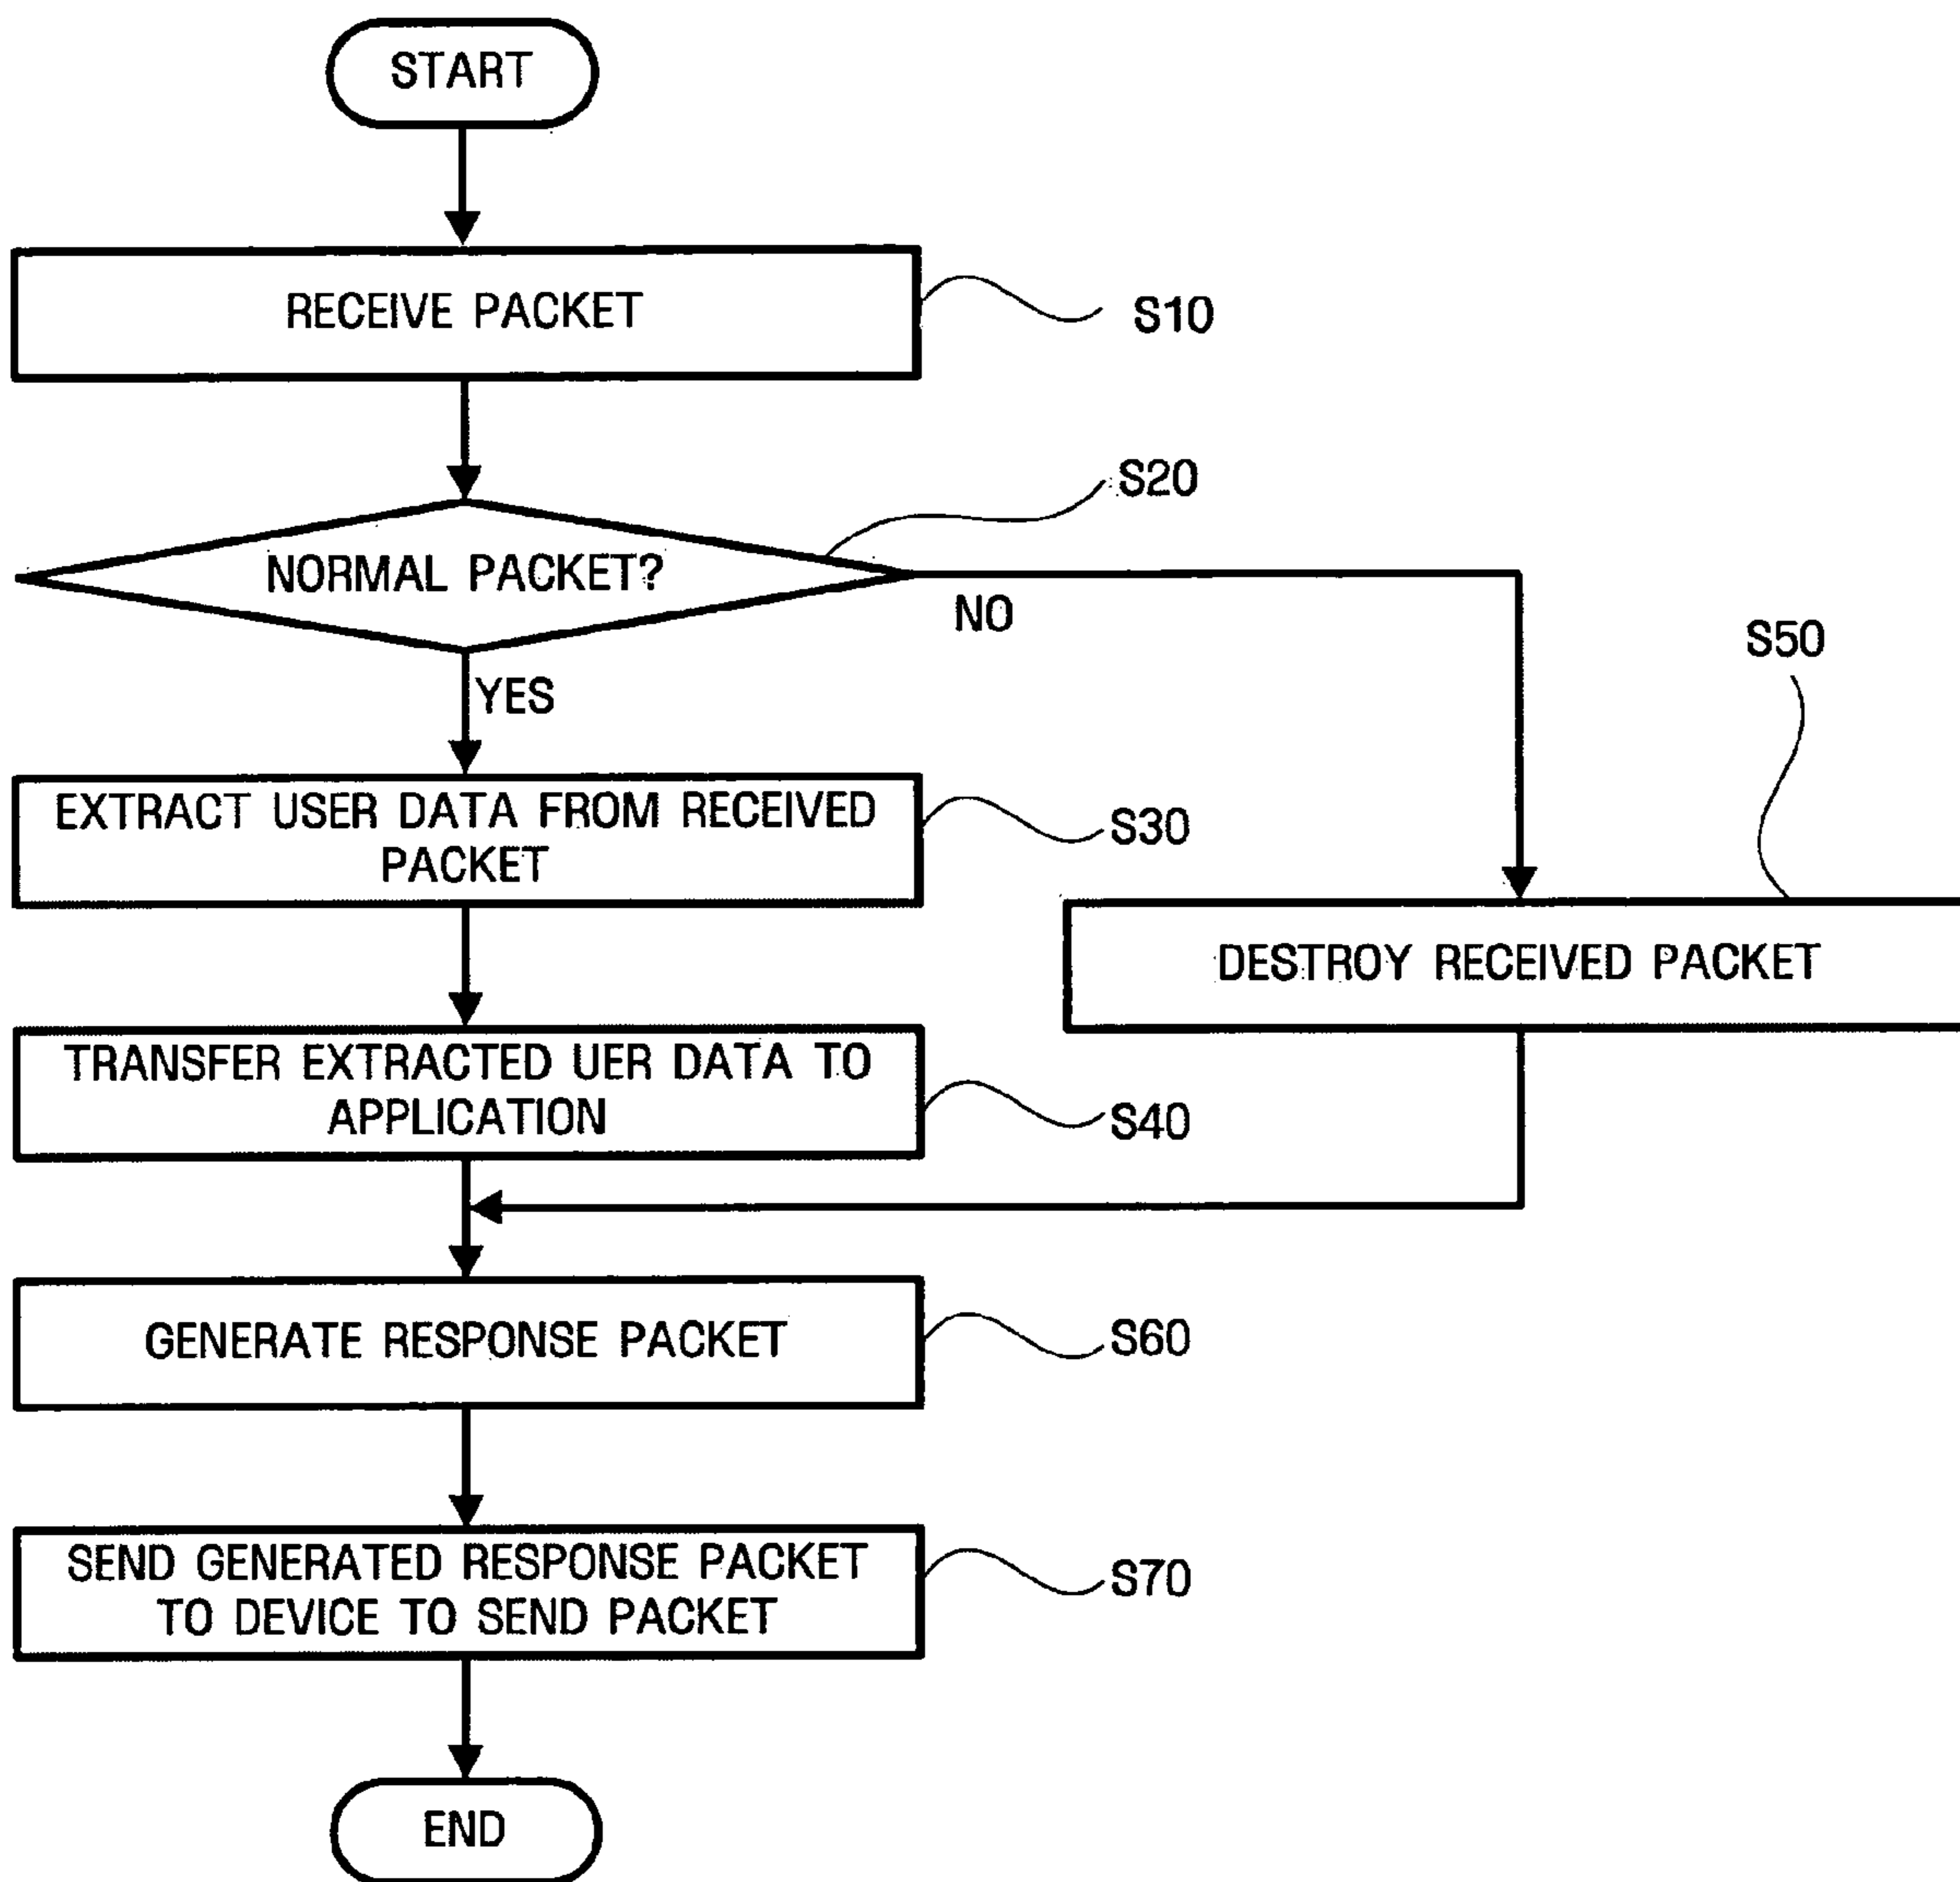 START
RECEIVE PACKET
S10
S20
NORMAL PACKET?
NO
YES
S50
EXTRACT USER DATA FROM RECEIVED
PACKET
S30
DESTROY RECEIVED PACKET
TRANSFER EXTRACTED UER DATA TO
APPLICATION
S40
GENERATE RESPONSE PACKET
S60
SEND GENERATED RESPONSE PACKET
TO DEVICE TO SEND PACKET
S70
END